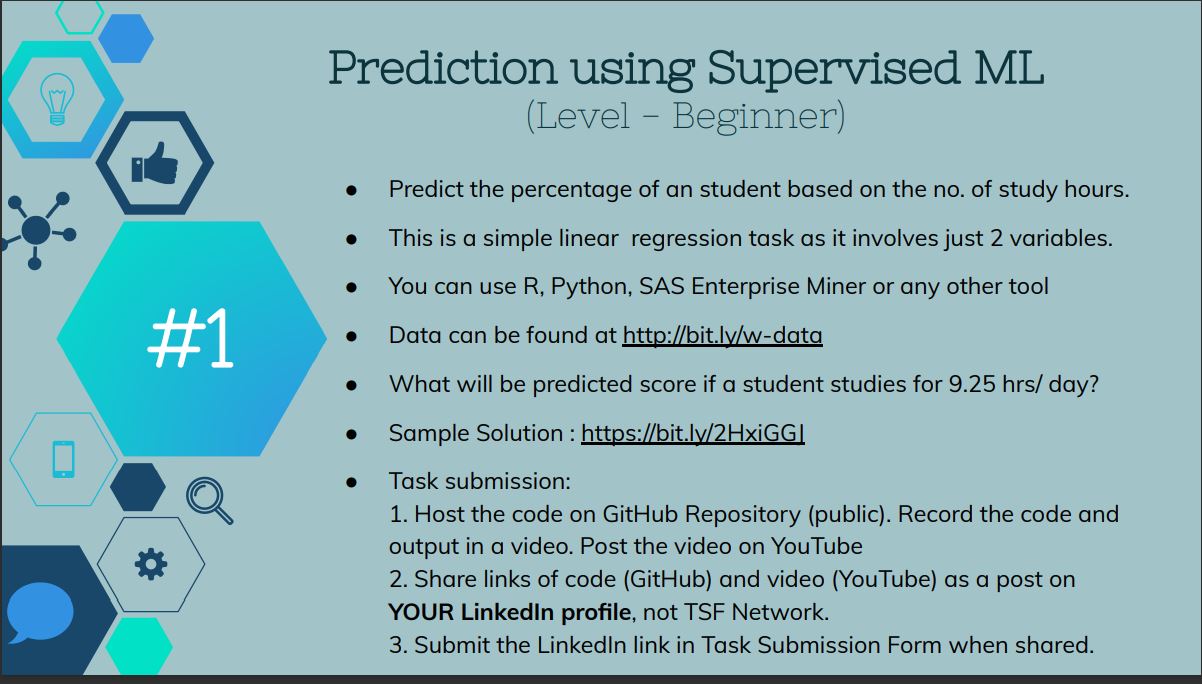 Prediction using Supervised ML
(Level - Beginner)
#1
● Predict the percentage of an student based on the no. of study hours.
● This is a simple linear regression task as it involves just 2 variables.
● You can use R, Python, SAS Enterprise Miner or any other tool
● Data can be found at http://bit.ly/w-data
● What will be predicted score if a student studies for 9.25 hrs/ day?
● Sample Solution : https://bit.ly/2HxiGGJ
● Task submission:
1. Host the code on GitHub Repository (public). Record the code and
output in a video. Post the video on YouTube
2. Share links of code (GitHub) and video (YouTube) as a post on
YOUR LinkedIn profile, not TSF Network.
3. Submit the LinkedIn link in Task Submission Form when shared.